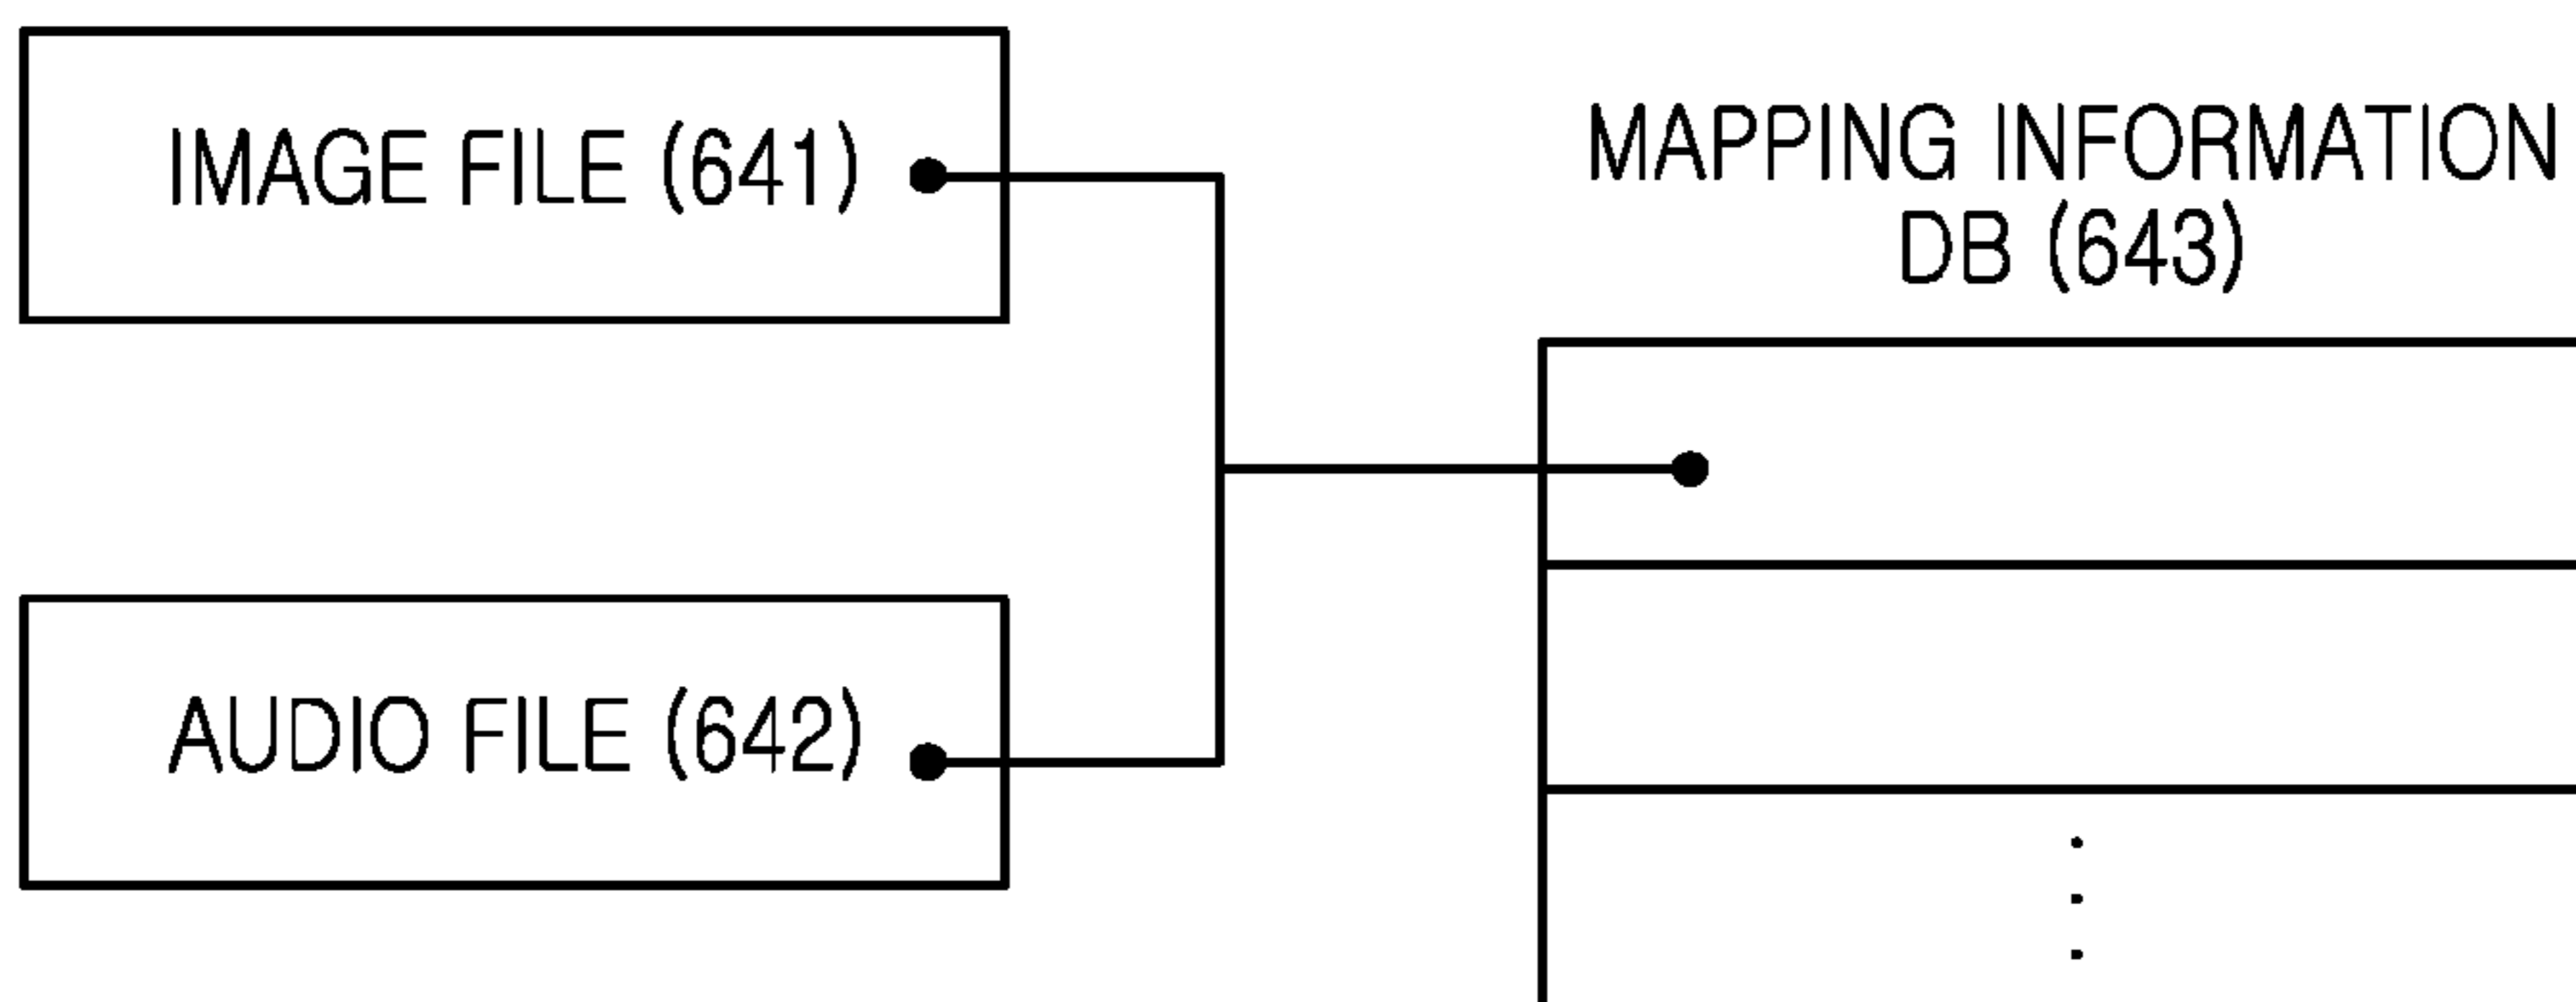 IMAGE FILE (641)
MAPPING INFORMATION
DB (643)
AUDIO FILE (642)